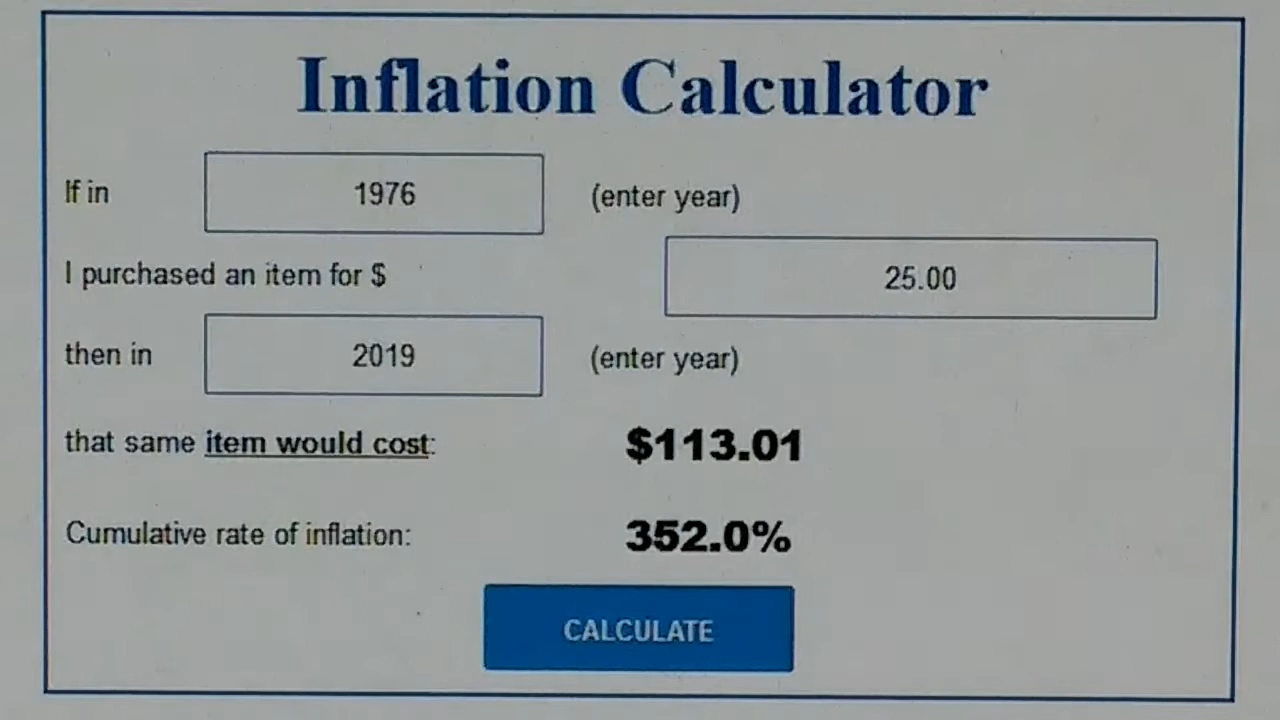 Inflation Calculator
If in 1976 (enter year)
I purchased an item for $ 25.00
then in 2019 (enter year)
that same item would cost: $113.01
Cumulative rate of inflation: 352.0%
CALCULATE